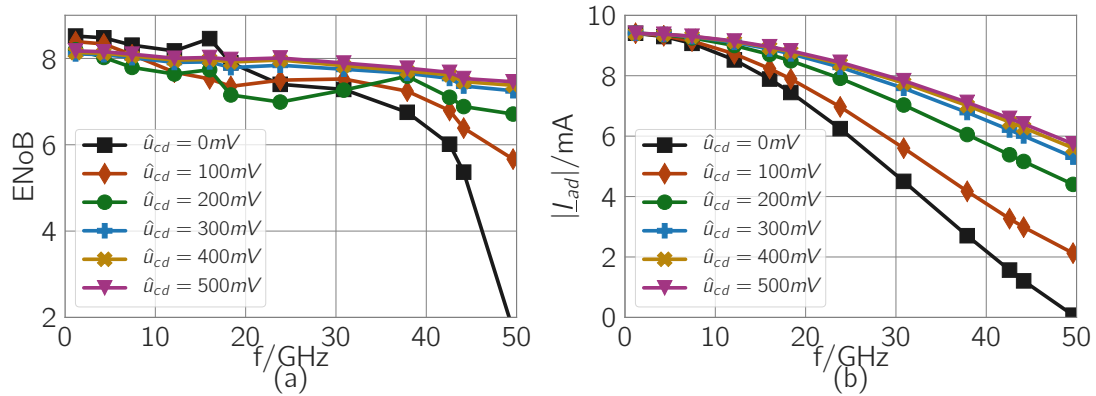 8
6
4
2
ENoB
û_cd = 0mV
û_cd = 100mV
û_cd = 200mV
û_cd = 300mV
û_cd = 400mV
û_cd = 500mV
0 10 20 30 40 50
f/GHz
(a)
10
8
6
4
2
0
|I_ad|/mA
û_cd = 0mV
û_cd = 100mV
û_cd = 200mV
û_cd = 300mV
û_cd = 400mV
û_cd = 500mV
0 10 20 30 40 50
f/GHz
(b)